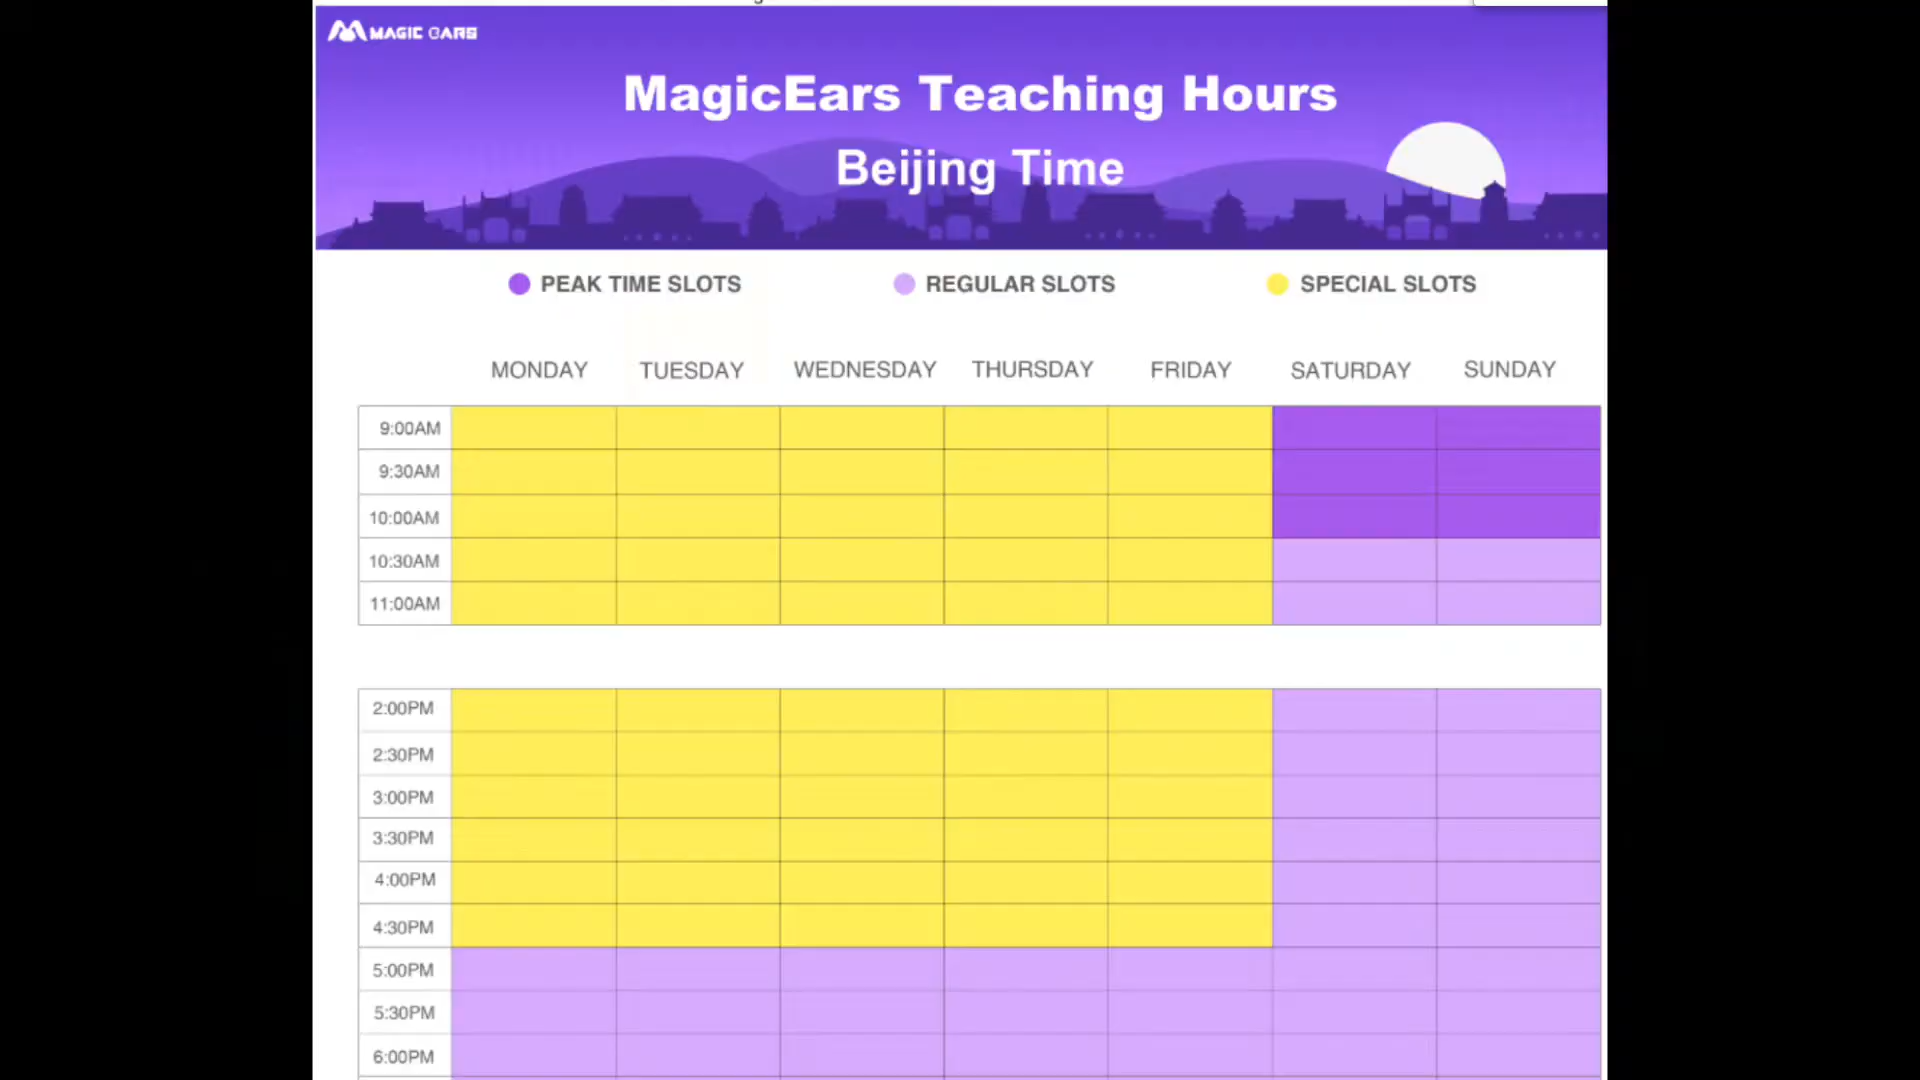 MAGIC EARS
MagicEars Teaching Hours
Beijing Time
PEAK TIME SLOTS REGULAR SLOTS SPECIAL SLOTS
MONDAY TUESDAY WEDNESDAY THURSDAY FRIDAY SATURDAY SUNDAY
9:00AM
9:30AM
10:00AM
10:30AM
11:00AM
2:00PM
2:30PM
3:00PM
3:30PM
4:00PM
4:30PM
5:00PM
5:30PM
6:00PM